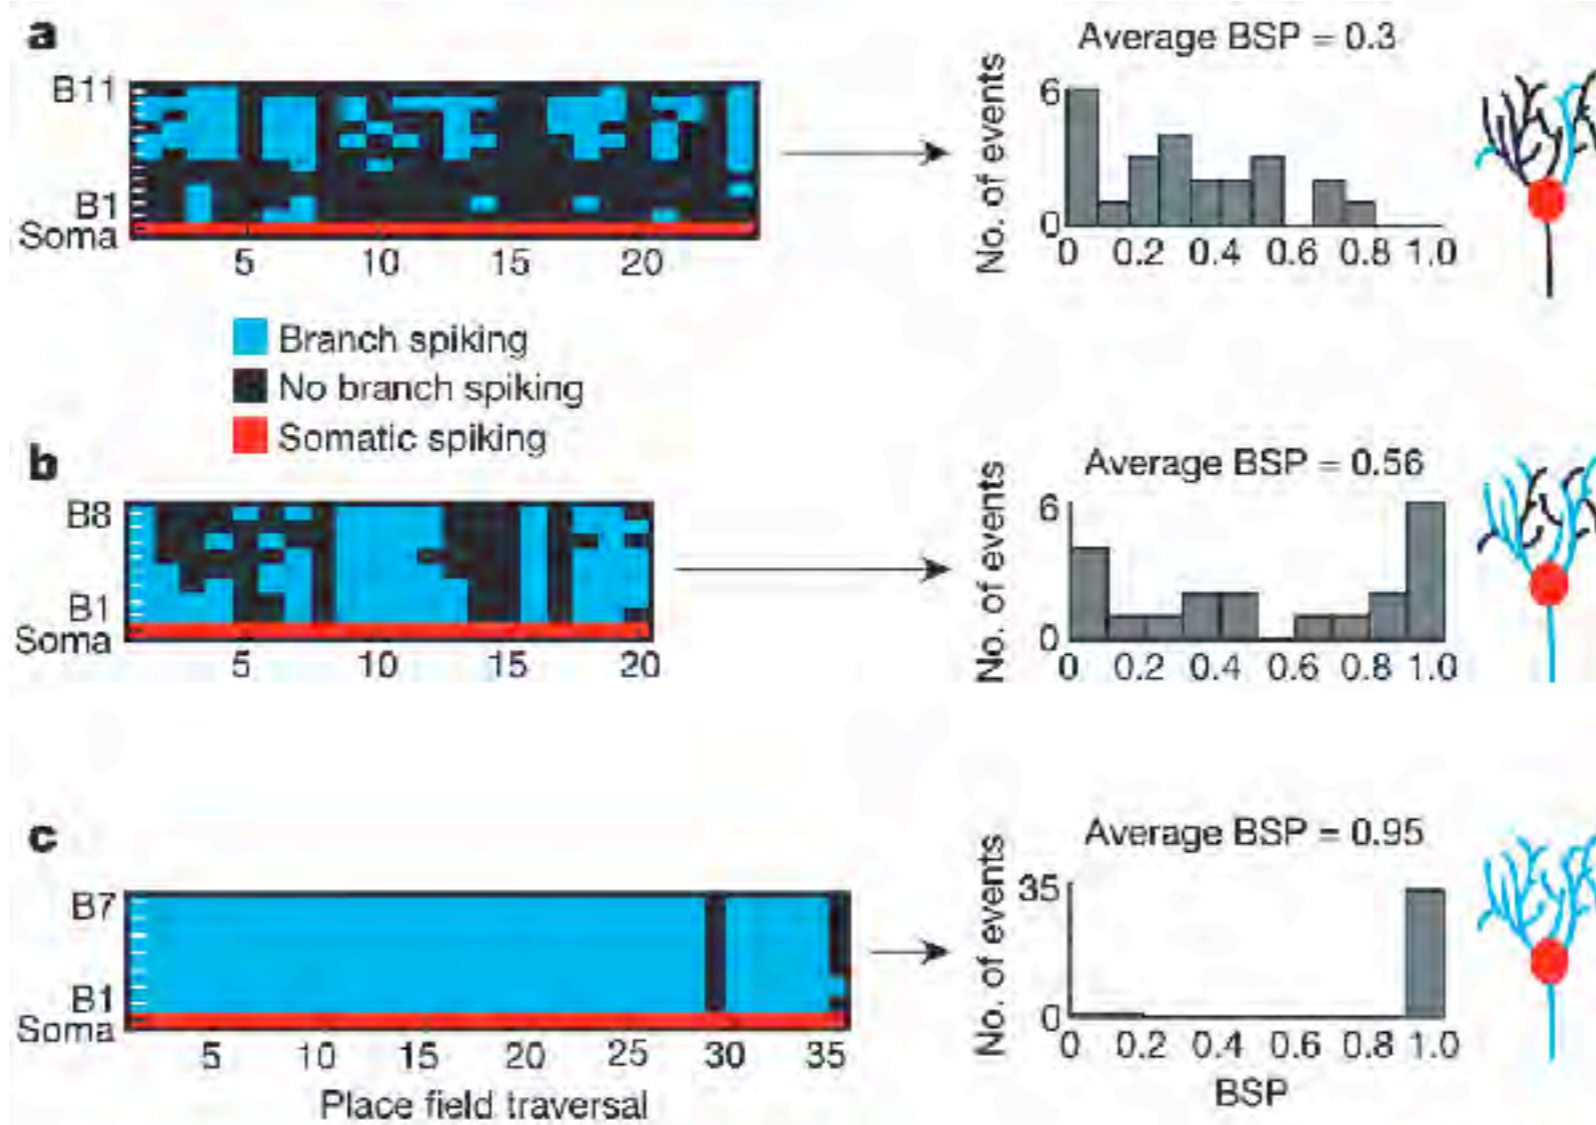 a
Average BSP = 0.3
B11
B1
Soma
5 10 15 20
No. of events
6
0
0 0.2 0.4 0.6 0.8 1.0
Branch spiking
No branch spiking
Somatic spiking
b
Average BSP = 0.56
B8
B1
Soma
5 10 15 20
No. of events
6
0
0 0.2 0.4 0.6 0.8 1.0
c
Average BSP = 0.95
B7
B1
Soma
5 10 15 20 25 30 35
Place field traversal
No. of events
35
0
0 0.2 0.4 0.6 0.8 1.0
BSP